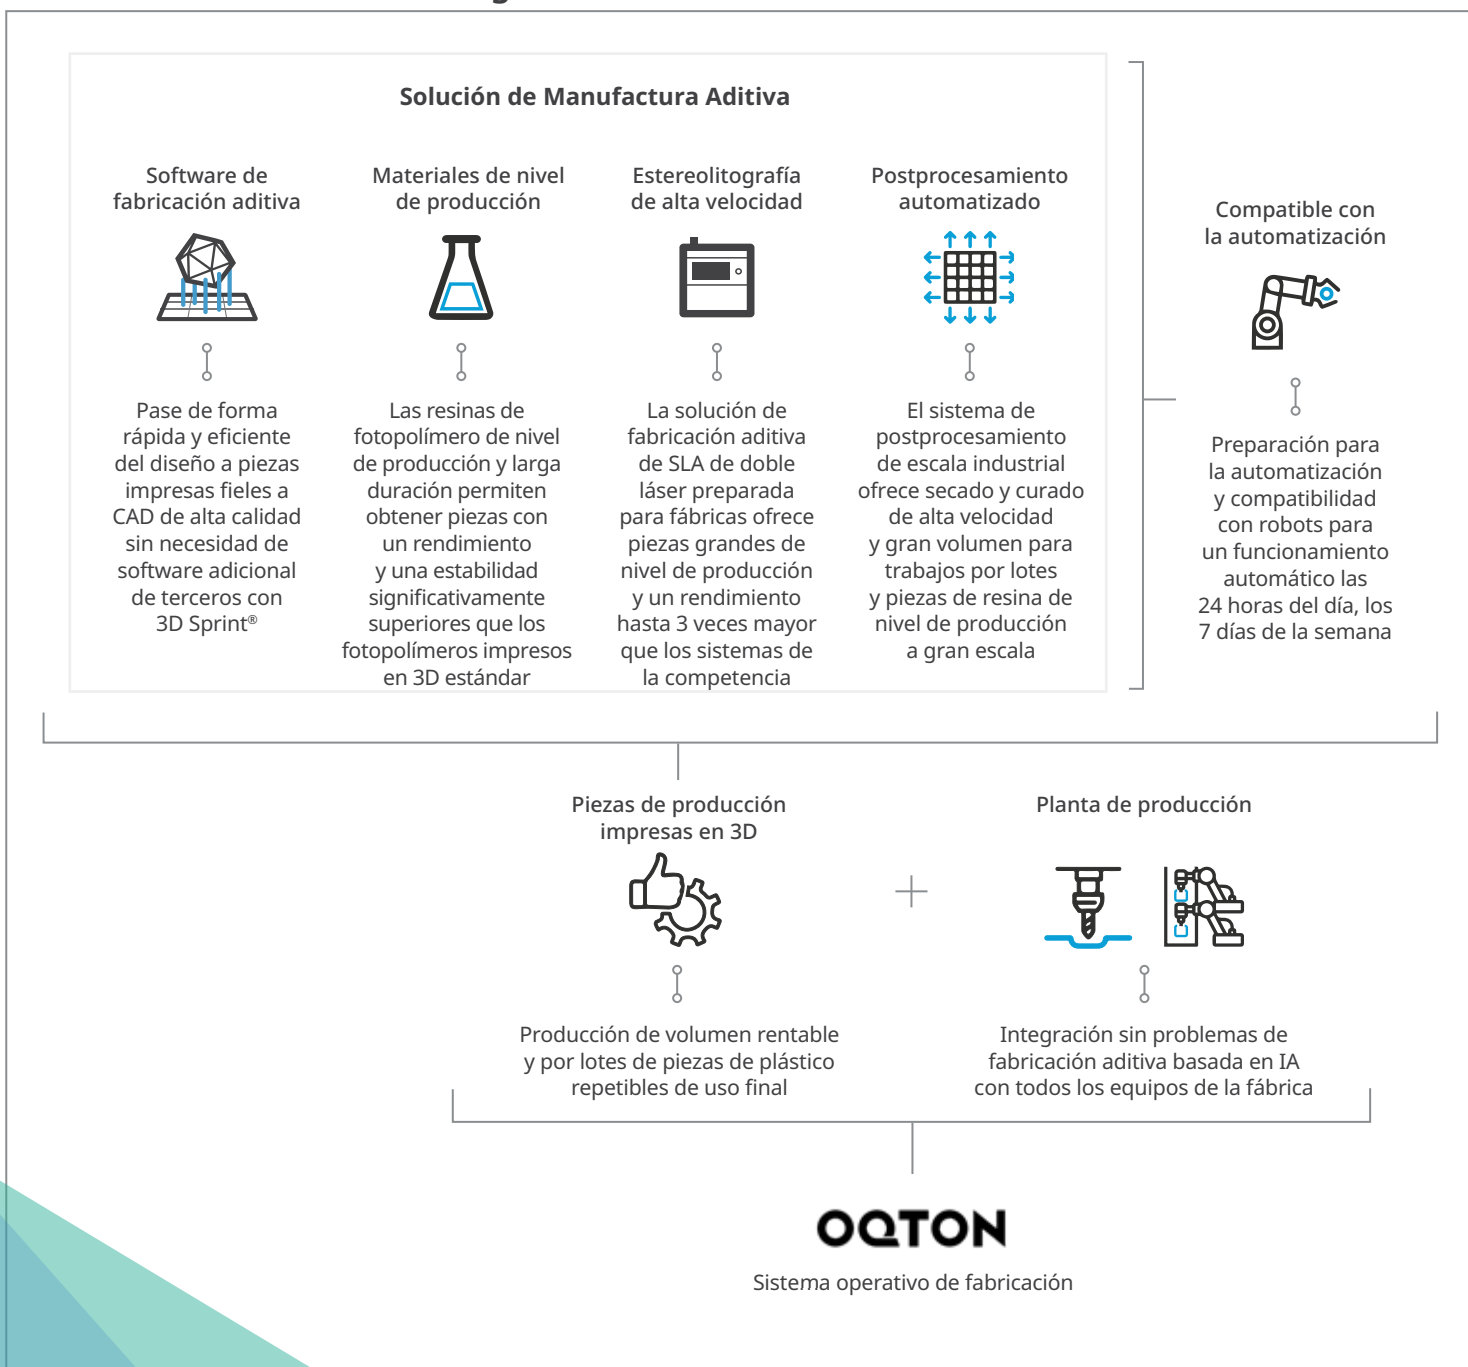 Solución de Manufactura Aditiva
Software de
fabricación aditiva
Pase de forma
rápida y eficiente
del diseño a piezas
impresas fieles a
CAD de alta calidad
sin necesidad de
software adicional
de terceros con
3D Sprint®
Materiales de nivel
de producción
Las resinas de
fotopolímero de nivel
de producción y larga
duración permiten
obtener piezas con
un rendimiento
y una estabilidad
significativamente
superiores que los
fotopolímeros impresos
en 3D estándar
Estereolitografía
de alta velocidad
La solución de
fabricación aditiva
de SLA de doble
láser preparada
para fábricas ofrece
piezas grandes de
nivel de producción
y un rendimiento
hasta 3 veces mayor
que los sistemas de
la competencia
Postprocesamiento
automatizado
El sistema de
postprocesamiento
de escala industrial
ofrece secado y curado
de alta velocidad
y gran volumen para
trabajos por lotes
y piezas de resina de
nivel de producción
a gran escala
Compatible con
la automatización
Preparación para
la automatización
y compatibilidad
con robots para
un funcionamiento
automático las
24 horas del día, los
7 días de la semana
Piezas de producción
impresas en 3D
Producción de volumen rentable
y por lotes de piezas de plástico
repetibles de uso final
Planta de producción
Integración sin problemas de
fabricación aditiva basada en IA
con todos los equipos de la fábrica
OQTON
Sistema operativo de fabricación